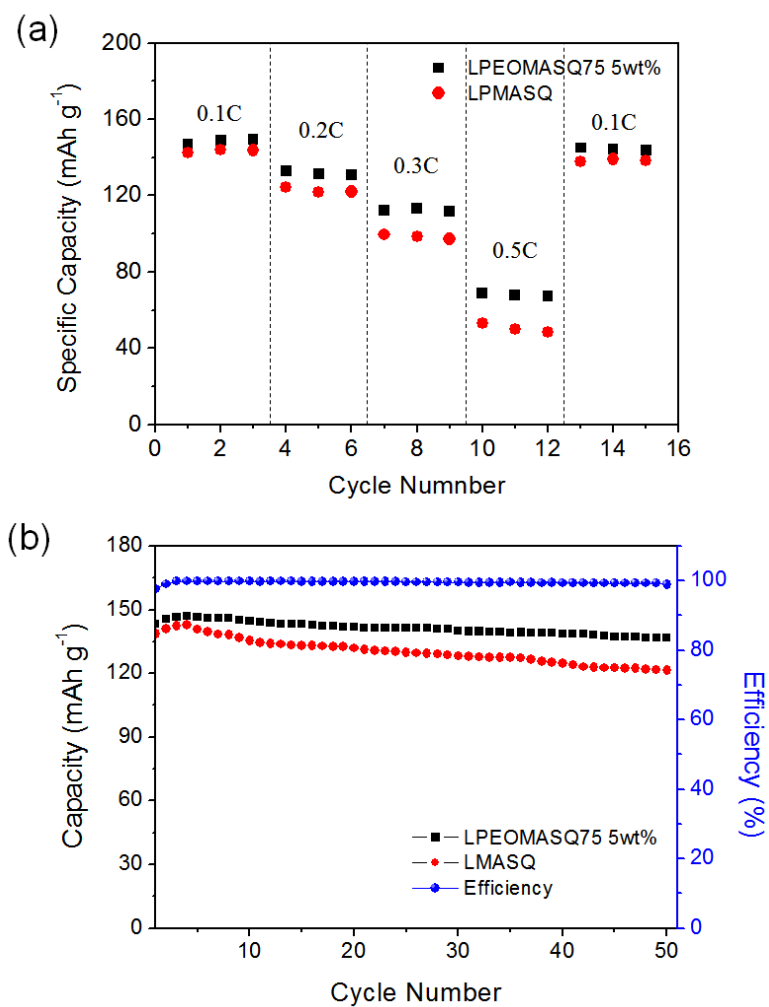 (a)
200
160
120
80
40
0
Specific Capacity (mAh g⁻¹)
LPEOMASQ75 5wt%
LPMASQ
0.1C
0.2C
0.3C
0.5C
0.1C
0 2 4 6 8 10 12 14 16
Cycle Numnber
(b)
180
150
120
90
60
30
0
Capacity (mAh g⁻¹)
LPEOMASQ75 5wt%
LMASQ
Efficiency
100
80
60
40
20
0
Efficiency (%)
10 20 30 40 50
Cycle Number